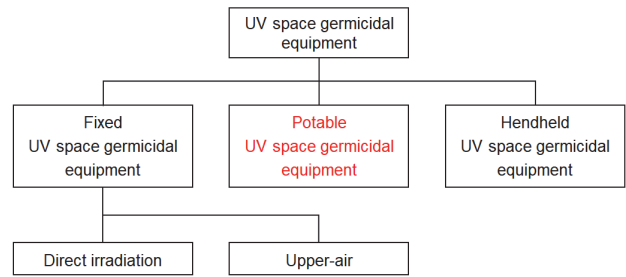 UV space germicidal
equipment
Fixed
UV space germicidal
equipment
Potable
UV space germicidal
equipment
Hendheld
UV space germicidal
equipment
Direct irradiation
Upper-air